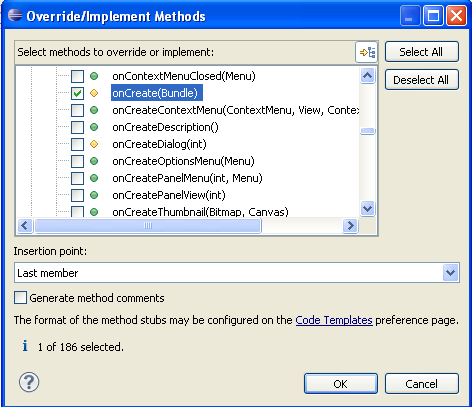 Override/Implement Methods
Select methods to override or implement:
Select All
Deselect All
onContextMenuClosed(Menu)
onCreate(Bundle)
onCreateContextMenu(ContextMenu, View, Conte
onCreateDescription()
onCreateDialog(int)
onCreateOptionsMenu(Menu)
onCreatePanelMenu(int, Menu)
onCreatePanelView(int)
onCreateThumbnail(Bitmap, Canvas)
Insertion point:
Last member
Generate method comments
The format of the method stubs may be configured on the Code Templates preference page.
1 of 186 selected.
OK
Cancel